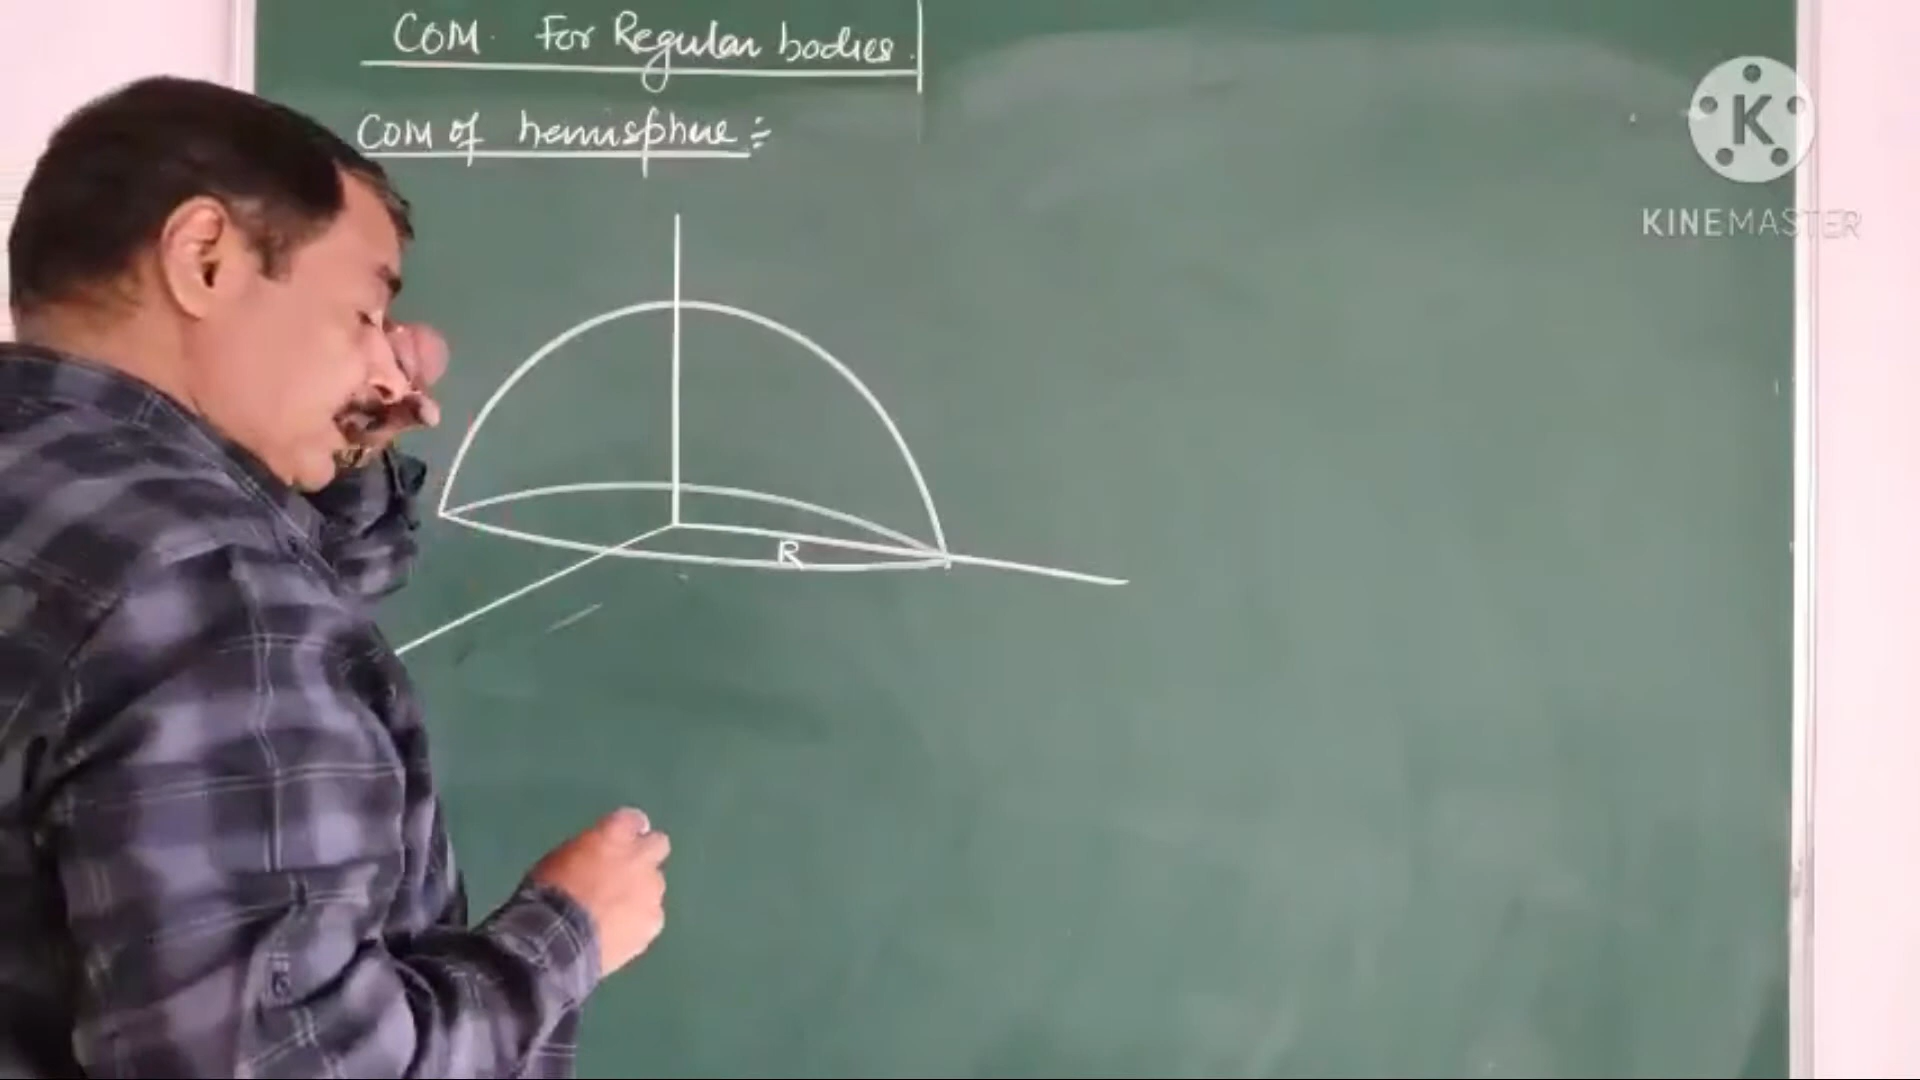 COM. For Regular bodies.
COM of hemisphere :-
R
K
KINEMASTER